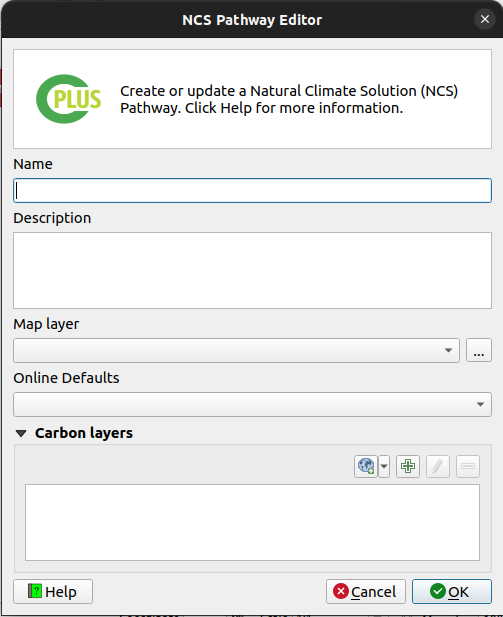 NCS Pathway Editor
CPLUS
Create or update a Natural Climate Solution (NCS)
Pathway. Click Help for more information.
Name
Description
Map layer
...
Online Defaults
Carbon layers
Help
Cancel
OK